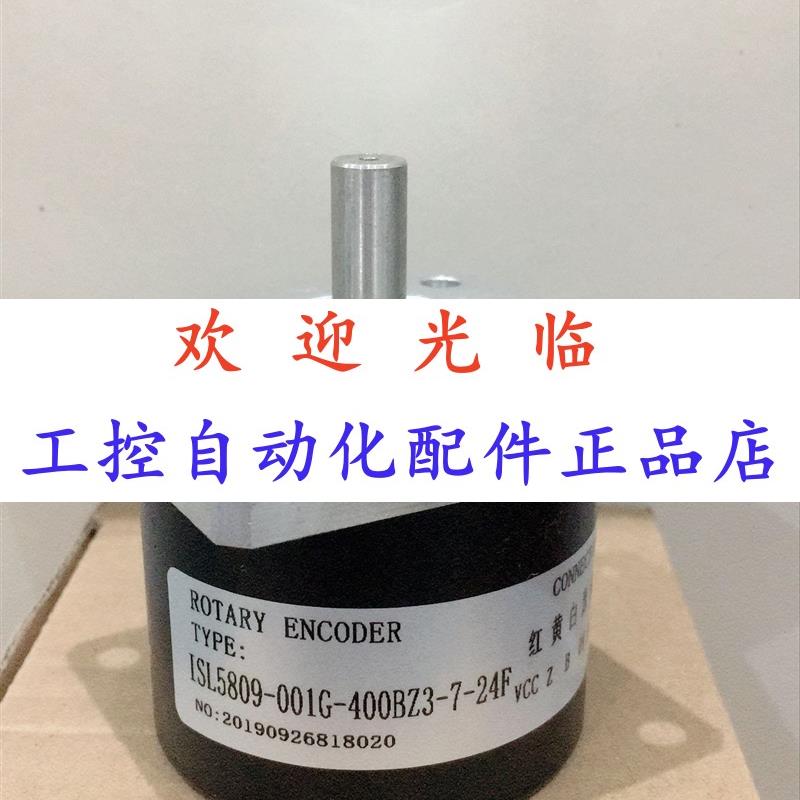 欢迎光临
工控自动化配件正品店
ROTARY ENCODER
TYPE:
ISL5809-001G-400BZ3-7-24F
NO:20190926818020
红 黄 白
VCC Z B